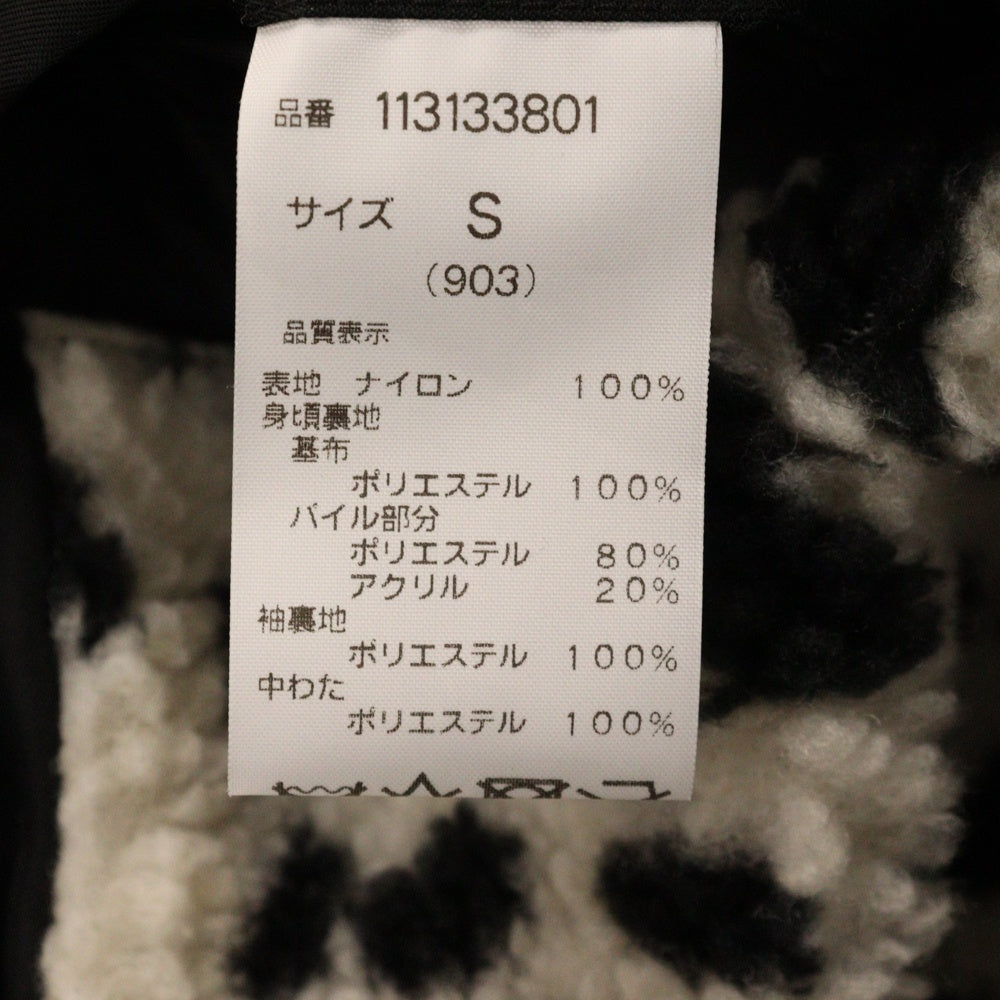 品番 113133801
サイズ S
(903)
品質表示
表地 ナイロン 100%
身頃裏地
基布
ポリエステル 100%
パイル部分
ポリエステル 80%
アクリル 20%
袖裏地
ポリエステル 100%
中わた
ポリエステル 100%